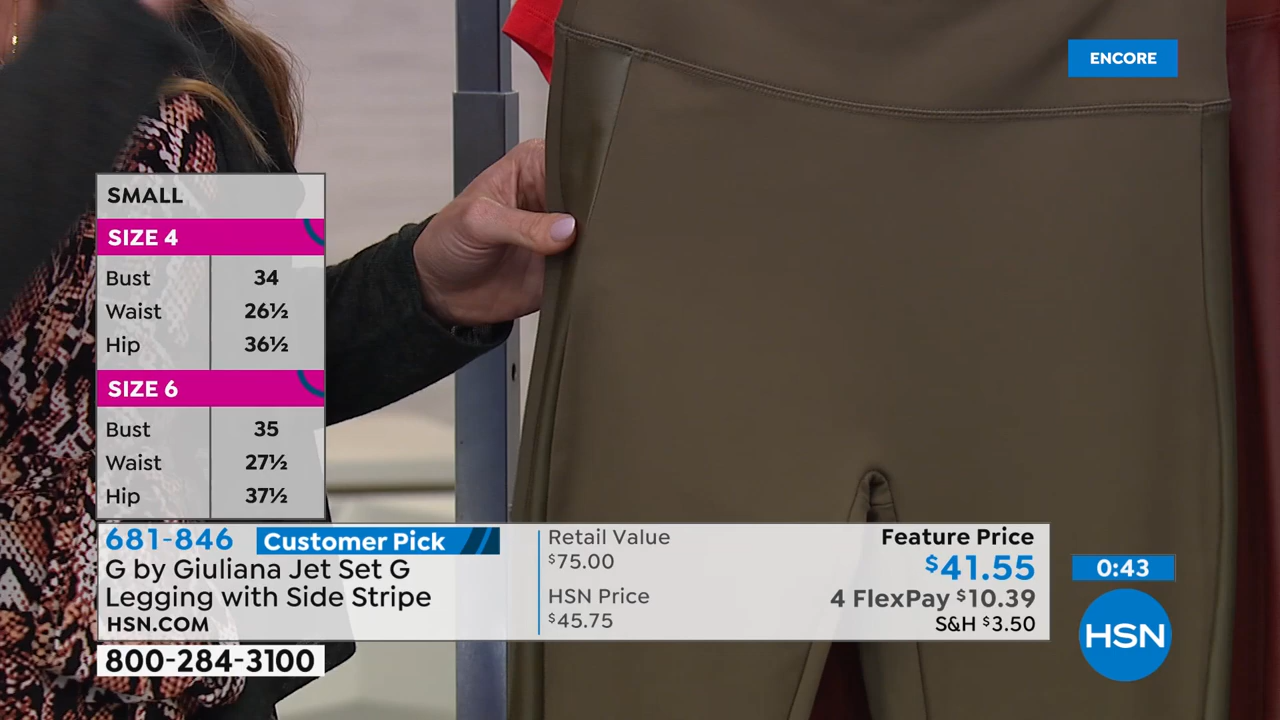 ENCORE
SMALL
SIZE 4
Bust 34
Waist 26½
Hip 36½
SIZE 6
Bust 35
Waist 27½
Hip 37½
681-846 Customer Pick
G by Giuliana Jet Set G
Legging with Side Stripe
HSN.COM
800-284-3100
Retail Value
$75.00
HSN Price
$45.75
Feature Price
$41.55
4 FlexPay $10.39
S&H $3.50
0:43
HSN